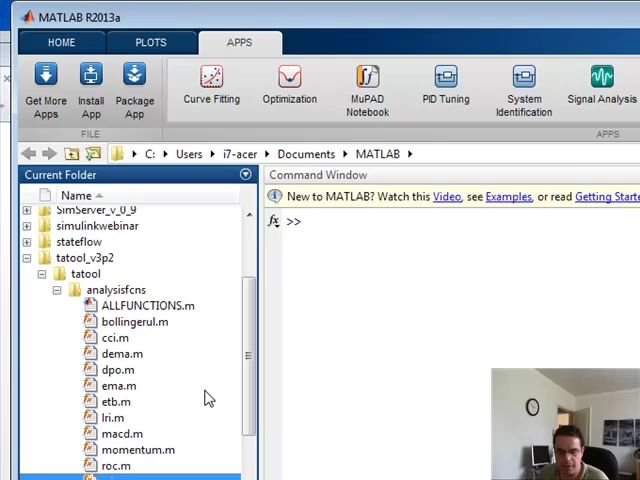 MATLAB R2013a
HOME PLOTS APPS
Get More Apps
Install App
Package App
Curve Fitting
Optimization
MuPAD Notebook
PID Tuning
System Identification
Signal Analysis
FILE APPS
C: Users i7-acer Documents MATLAB
Current Folder
Command Window
Name
New to MATLAB? Watch this Video, see Examples, or read Getting Starte
>>
SimServer_v_0_9
simulinkwebinar
stateflow
tatool_v3p2
tatool
analysisfcns
ALLFUNCTIONS.m
bollingerul.m
cci.m
dema.m
dpo.m
ema.m
etb.m
lri.m
macd.m
momentum.m
roc.m